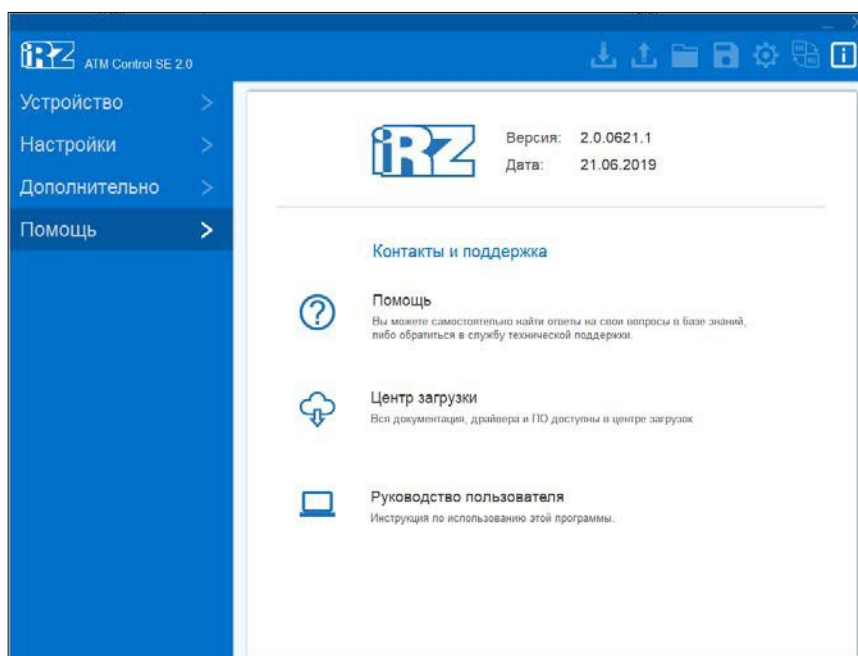 iRZ ATM Control SE 2.0
Устройство
Настройки
Дополнительно
Помощь
iRZ
Версия: 2.0.0621.1
Дата: 21.06.2019
Контакты и поддержка
Помощь
Вы можете самостоятельно найти ответы на свои вопросы в базе знаний,
либо обратиться в службу технической поддержки.
Центр загрузки
Вся документация, драйвера и ПО доступны в центре загрузок
Руководство пользователя
Инструкция по использованию этой программы.